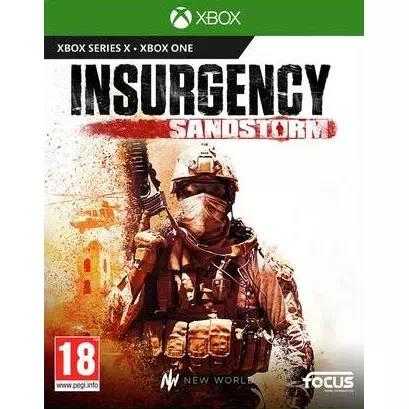 XBOX
XBOX SERIES X • XBOX ONE
INSURGENCY
SANDSTORM
18
www.pegi.info
NEW WORLD
FOCUS